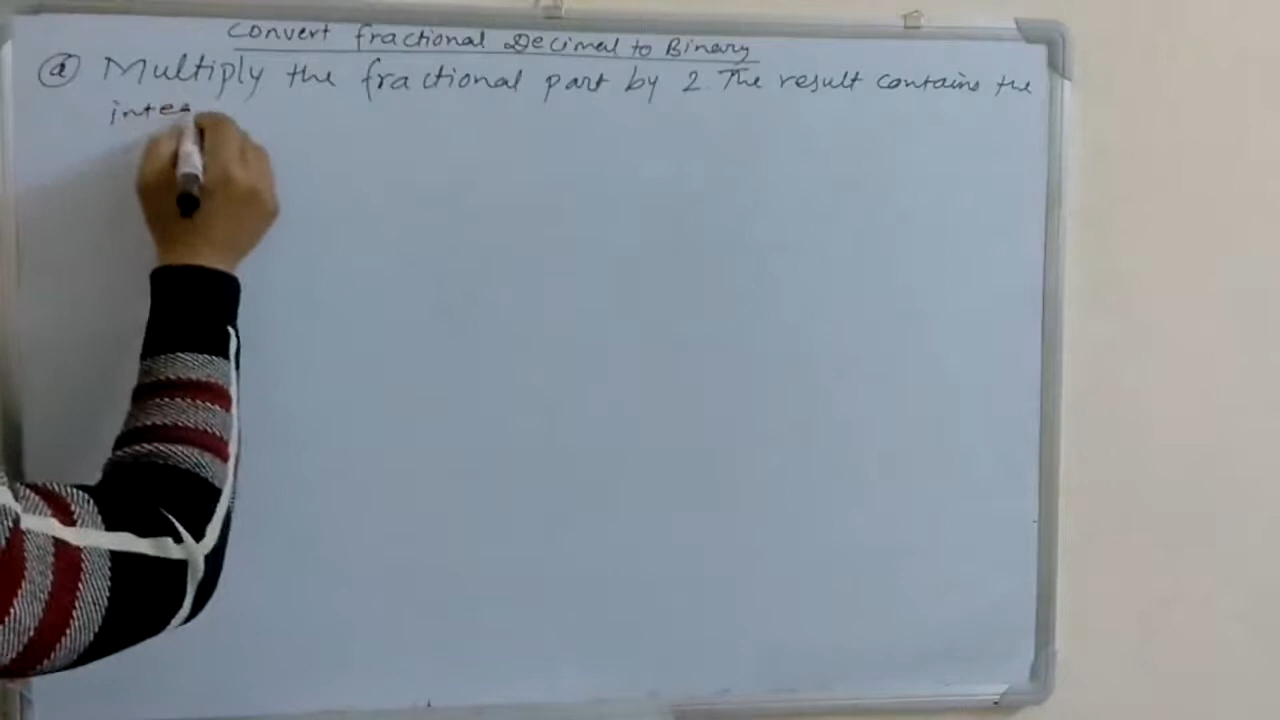 Convert fractional Decimal to Binary
(a) Multiply the fractional part by 2. The result contains the
inte